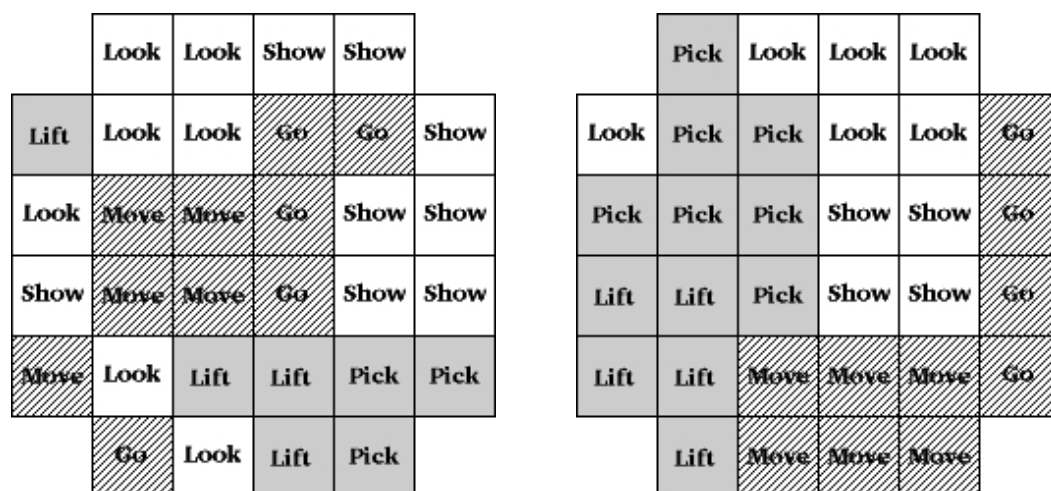 Look Look Show Show
Lift Look Look Go Go Show
Look Move Move Go Show Show
Show Move Move Go Show Show
Move Look Lift Lift Pick Pick
Go Look Lift Pick
Pick Look Look Look
Look Pick Pick Look Look Go
Pick Pick Pick Show Show Go
Lift Lift Pick Show Show Go
Lift Lift Move Move Move Go
Lift Move Move Move